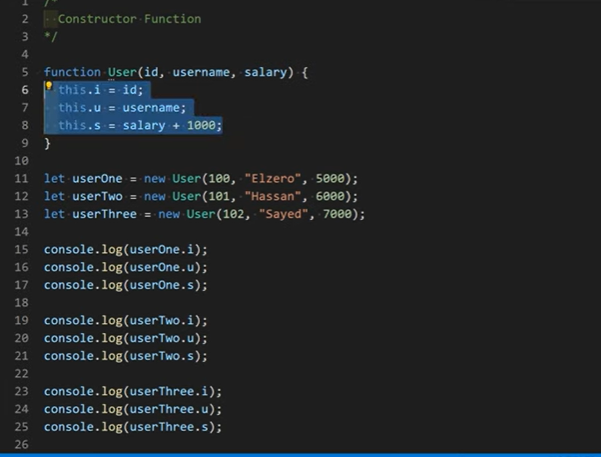 1 /*
2   Constructor Function
3 */
4
5 function User(id, username, salary) {
6   this.i = id;
7   this.u = username;
8   this.s = salary + 1000;
9 }
10
11 let userOne = new User(100, "Elzero", 5000);
12 let userTwo = new User(101, "Hassan", 6000);
13 let userThree = new User(102, "Sayed", 7000);
14
15 console.log(userOne.i);
16 console.log(userOne.u);
17 console.log(userOne.s);
18
19 console.log(userTwo.i);
20 console.log(userTwo.u);
21 console.log(userTwo.s);
22
23 console.log(userThree.i);
24 console.log(userThree.u);
25 console.log(userThree.s);
26